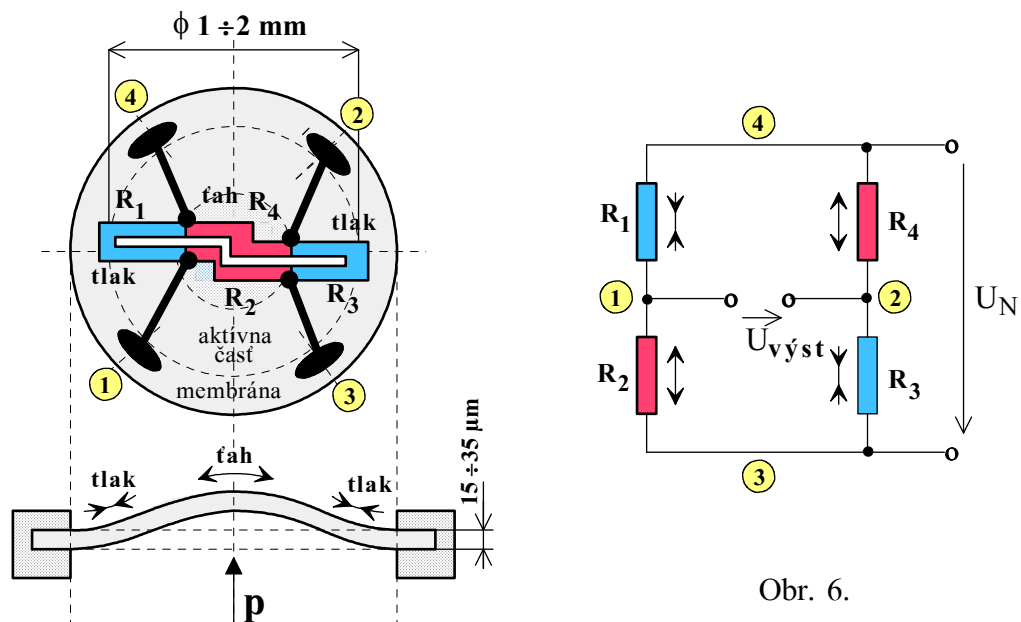 ϕ 1 ÷ 2 mm
4
2
R1
ťah
R4
tlak
tlak
R2
R3
aktívna
časť
membrána
1
3
ťah
tlak
tlak
15 ÷ 35 µm
p
4
R1
R4
1
2
UN
Uvýst
R2
R3
3
Obr. 6.